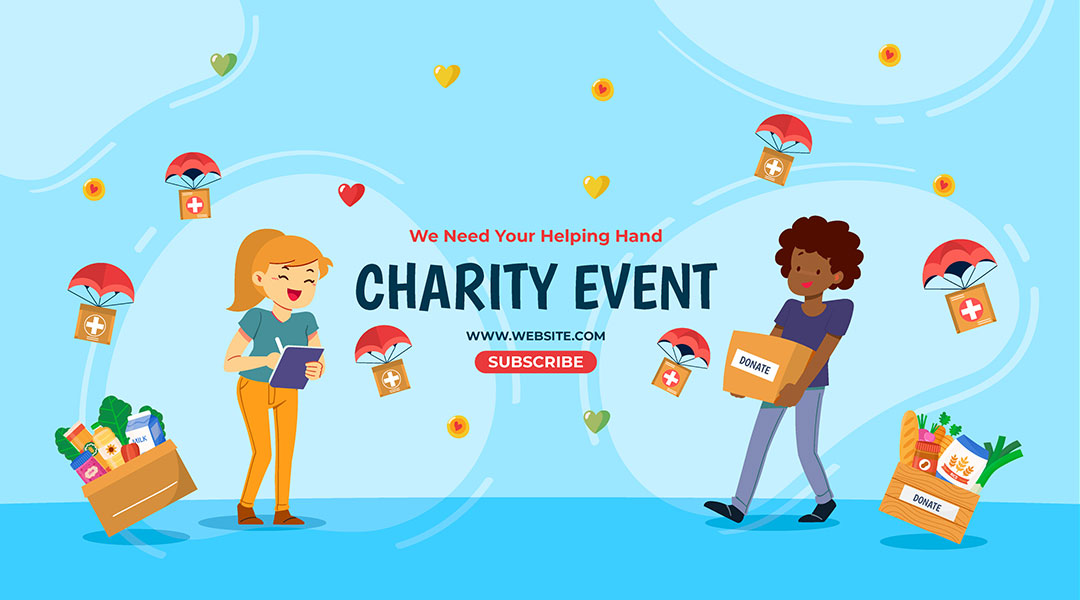 We Need Your Helping Hand
CHARITY EVENT
WWW.WEBSITE.COM
SUBSCRIBE
DONATE
MILK
DONATE